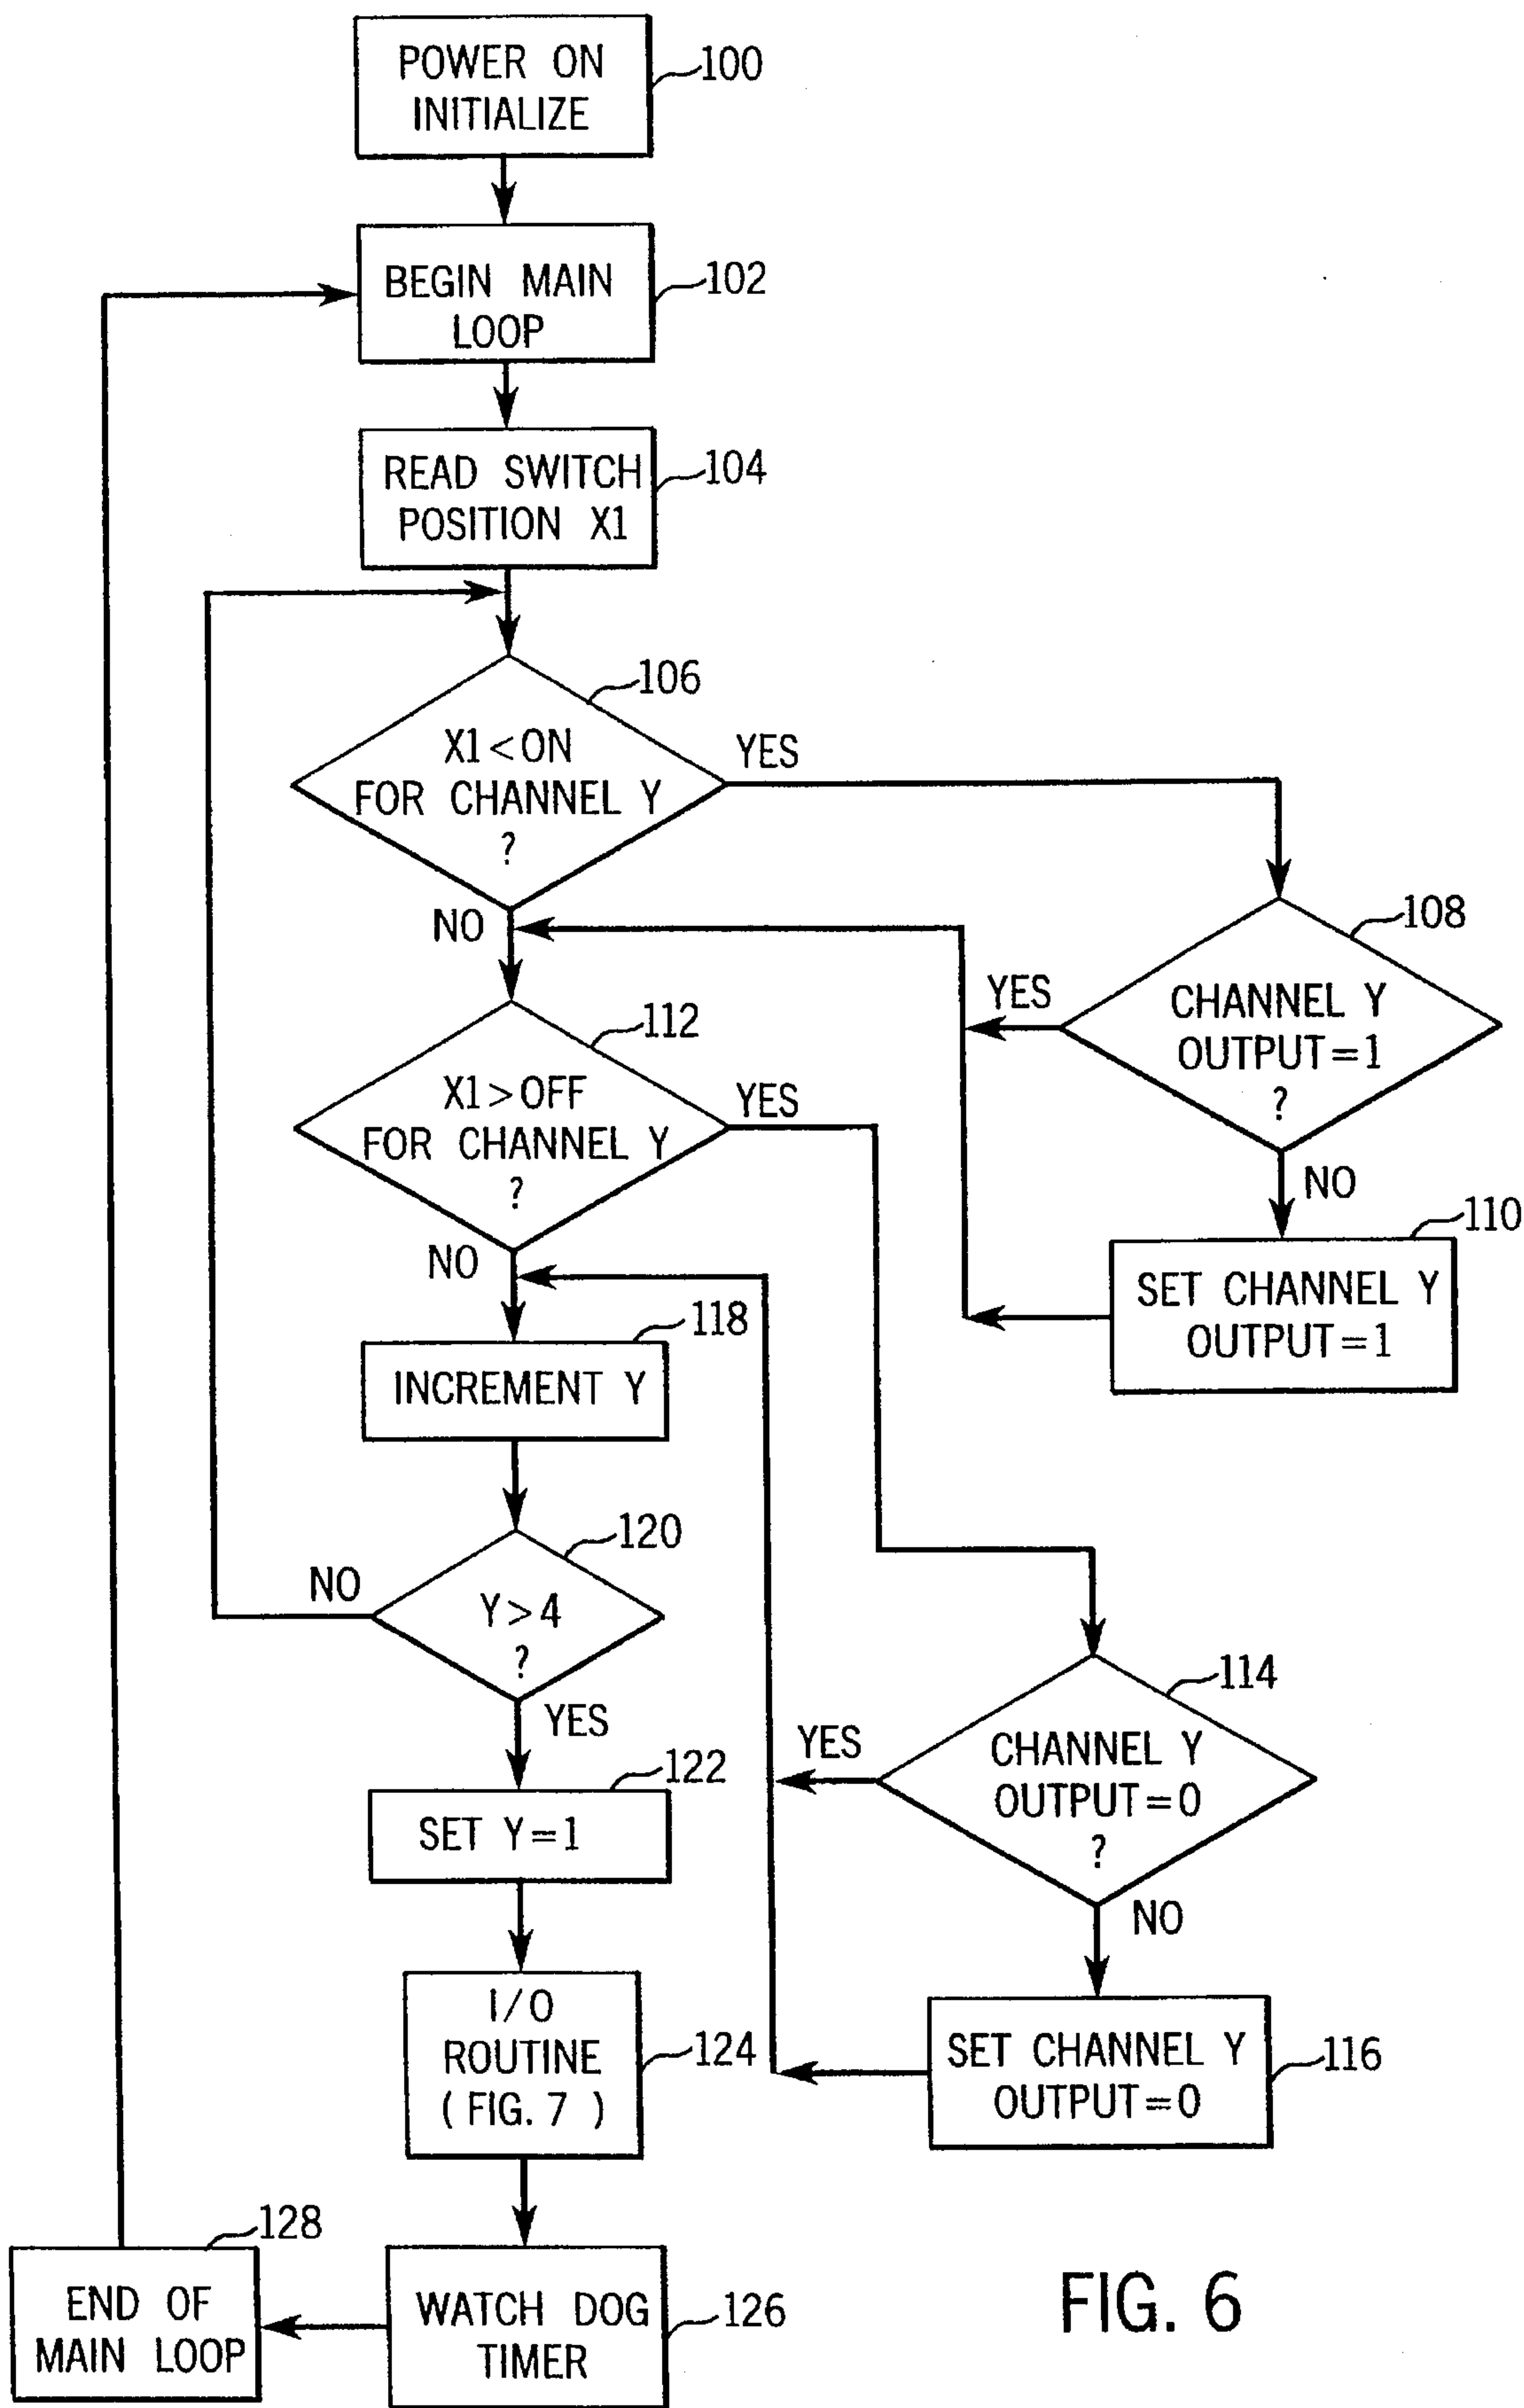 POWER ON
INITIALIZE
100
BEGIN MAIN
LOOP
102
READ SWITCH
POSITION X1
104
106
X1<ON
FOR CHANNEL Y
?
YES
NO
108
CHANNEL Y
OUTPUT=1
?
YES
NO
110
SET CHANNEL Y
OUTPUT=1
112
X1>OFF
FOR CHANNEL Y
?
YES
NO
118
INCREMENT Y
120
Y>4
?
NO
YES
114
CHANNEL Y
OUTPUT=0
?
YES
NO
116
SET CHANNEL Y
OUTPUT=0
122
SET Y=1
I/O
ROUTINE
( FIG. 7 )
124
WATCH DOG
TIMER
126
128
END OF
MAIN LOOP
FIG. 6